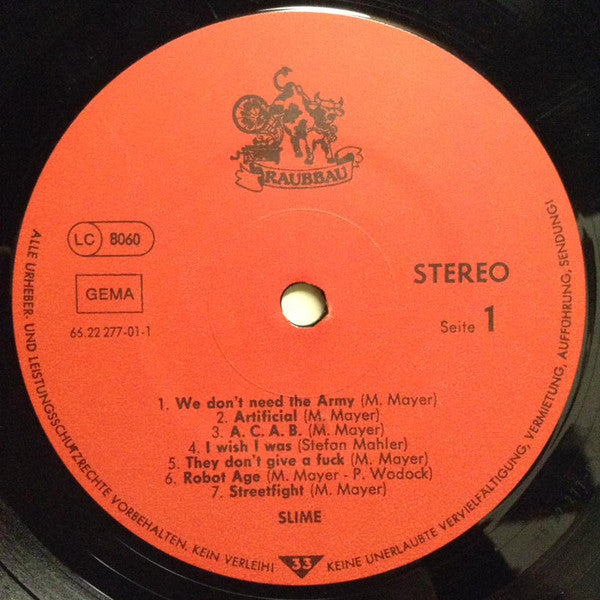 RAUBBAU
LC 8060
GEMA
66.22 277-01-1
STEREO
Seite 1
1. We don't need the Army (M. Mayer)
2. Artificial (M. Mayer)
3. A. C. A. B. (M. Mayer)
4. I wish I was (Stefan Mahler)
5. They don't give a fuck (M. Mayer)
6. Robot Age (M. Mayer - P. Wodock)
7. Streetfight (M. Mayer)
SLIME
33
ALLE URHEBER- UND LEISTUNGSSCHUTZRECHTE VORBEHALTEN. KEIN VERLEIH! KEINE UNERLAUBTE VERVIELFÄLTIGUNG, VERMIETUNG, AUFFÜHRUNG, SENDUNG!